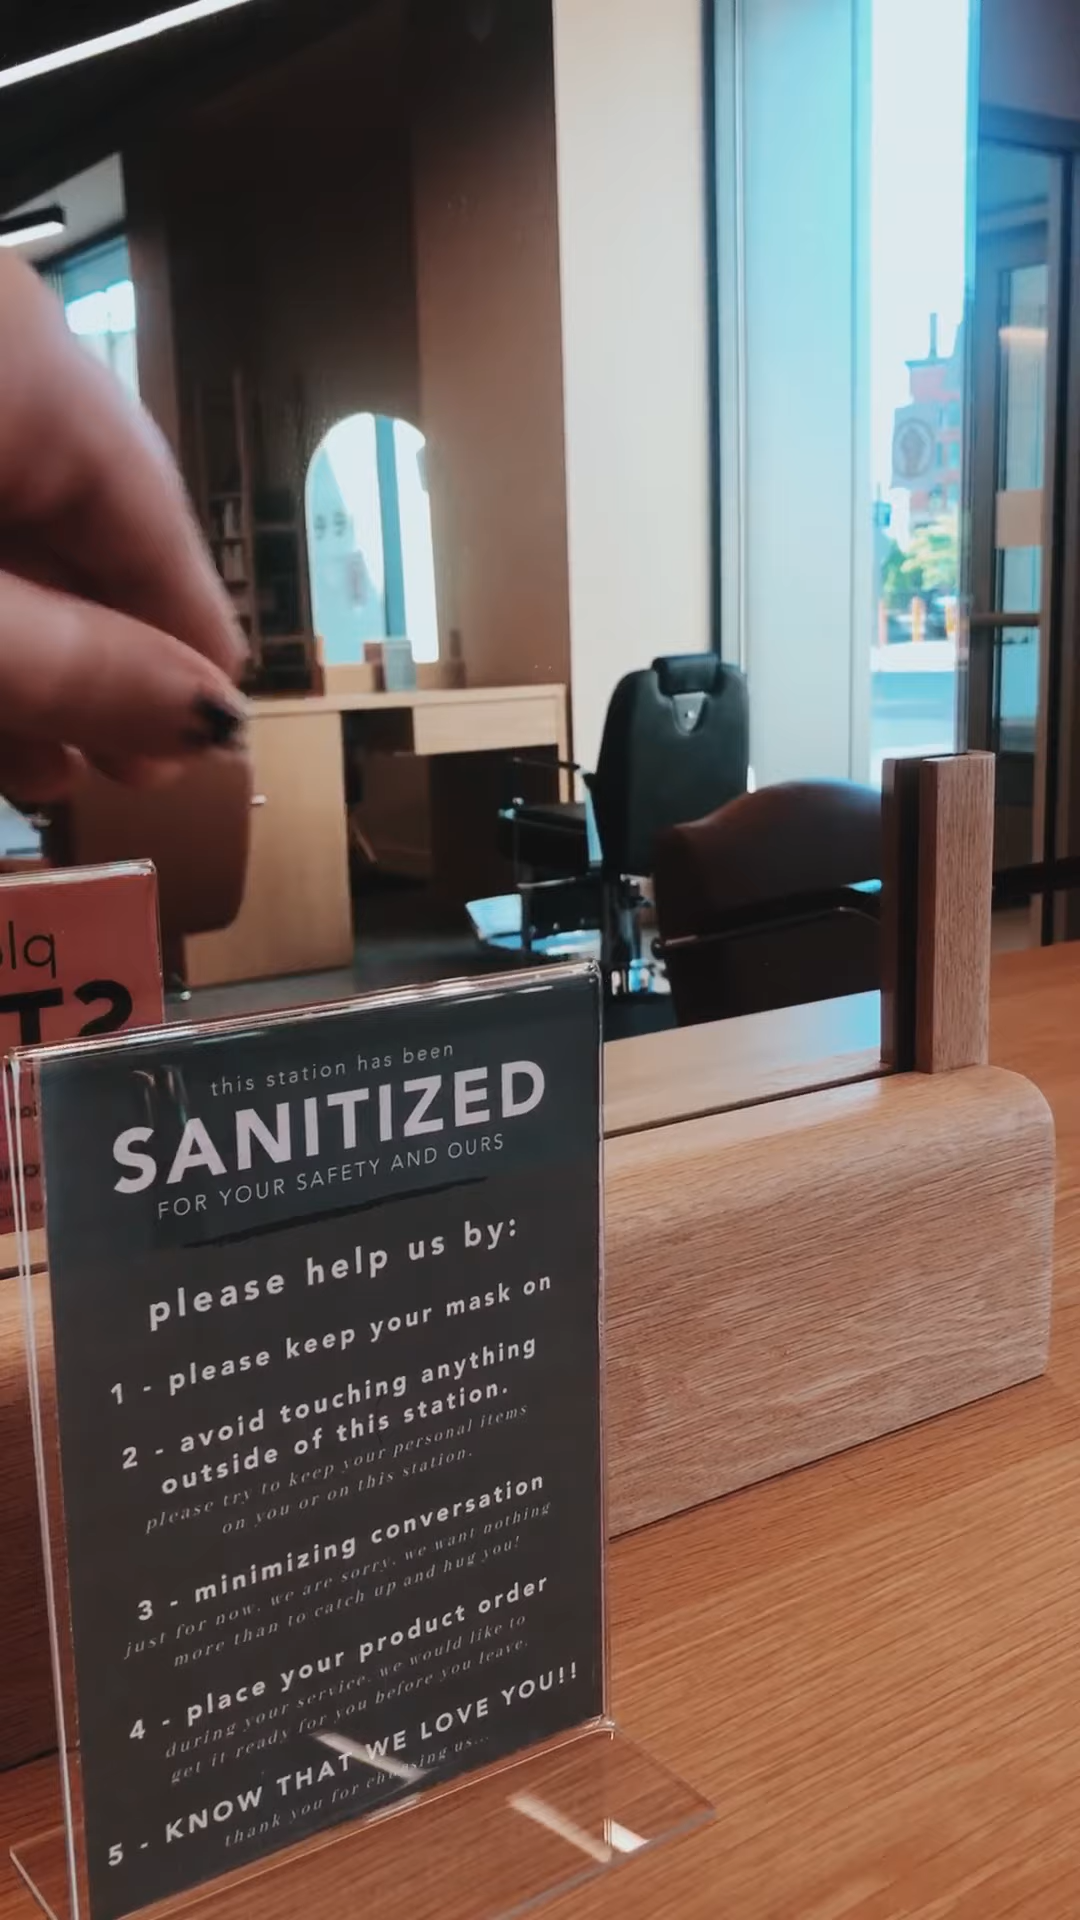 this station has been
SANITIZED
FOR YOUR SAFETY AND OURS
please help us by:
1 - please keep your mask on
2 - avoid touching anything
outside of this station.
please try to keep your personal items
on you or on this station.
3 - minimizing conversation
just for now, we are sorry, we want nothing
more than to catch up and hug you!
4 - place your product order
during your service, we would like to
get it ready for you before you leave.
5 - KNOW THAT WE LOVE YOU!!
thank you for choosing us...